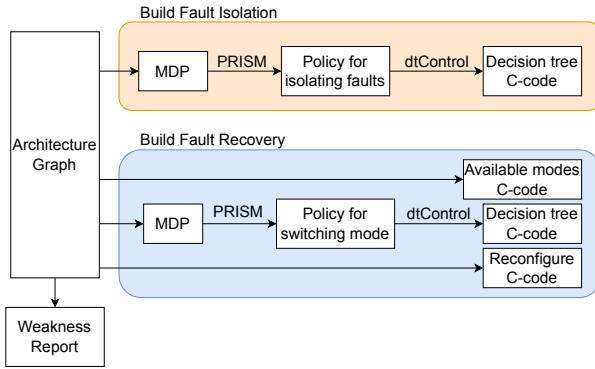 Build Fault Isolation
MDP
PRISM
Policy for
isolating faults
dtControl
Decision tree
C-code
Architecture
Graph
Build Fault Recovery
Available modes
C-code
MDP
PRISM
Policy for
switching mode
dtControl
Decision tree
C-code
Reconfigure
C-code
Weakness
Report